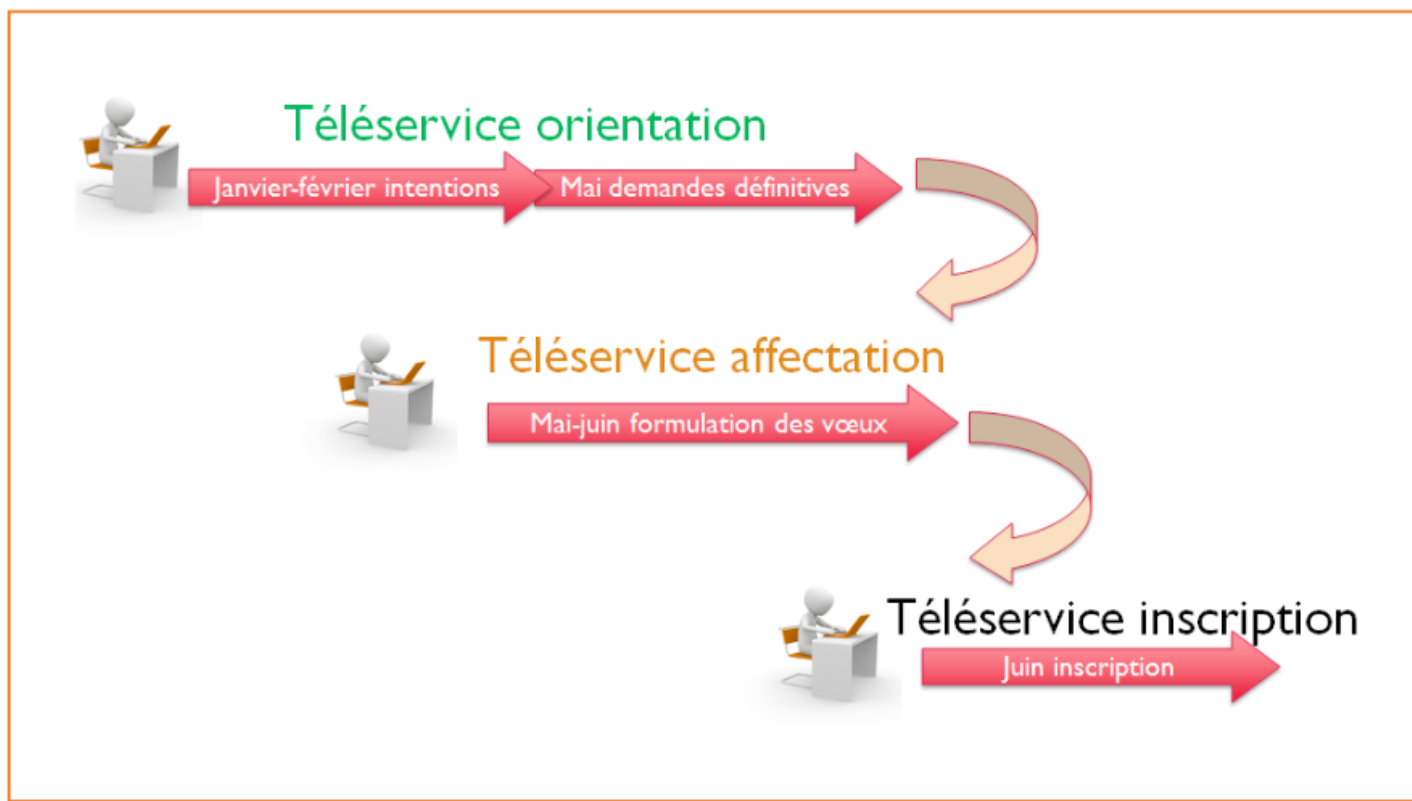 Téléservice orientation
Janvier-février intentions
Mai demandes définitives
Téléservice affectation
Mai-juin formulation des vœux
Téléservice inscription
Juin inscription